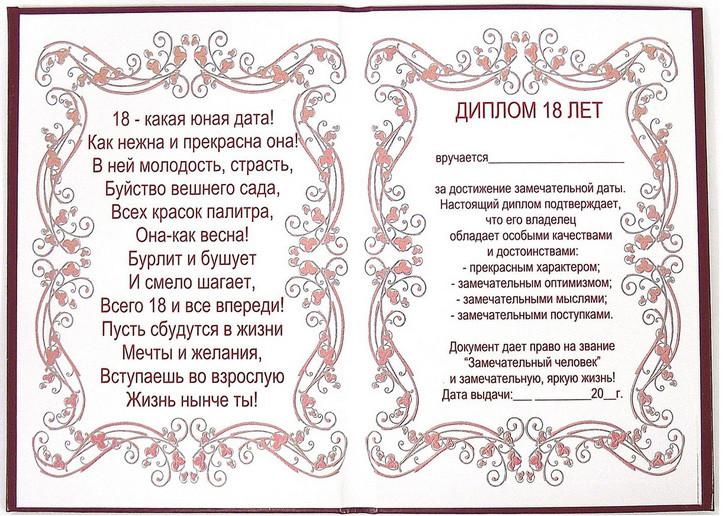 18 - какая юная дата!
Как нежна и прекрасна она!
В ней молодость, страсть,
Буйство вешнего сада,
Всех красок палитра,
Она-как весна!
Бурлит и бушует
И смело шагает,
Всего 18 и все впереди!
Пусть сбудутся в жизни
Мечты и желания,
Вступаешь во взрослую
Жизнь нынче ты!
ДИПЛОМ 18 ЛЕТ
вручается____________________
за достижение замечательной даты.
Настоящий диплом подтверждает,
что его владелец
обладает особыми качествами
и достоинствами:
- прекрасным характером;
- замечательным оптимизмом;
- замечательными мыслями;
- замечательными поступками.
Документ дает право на звание
“Замечательный человек”
и замечательную, яркую жизнь!
Дата выдачи:___ _________20__г.